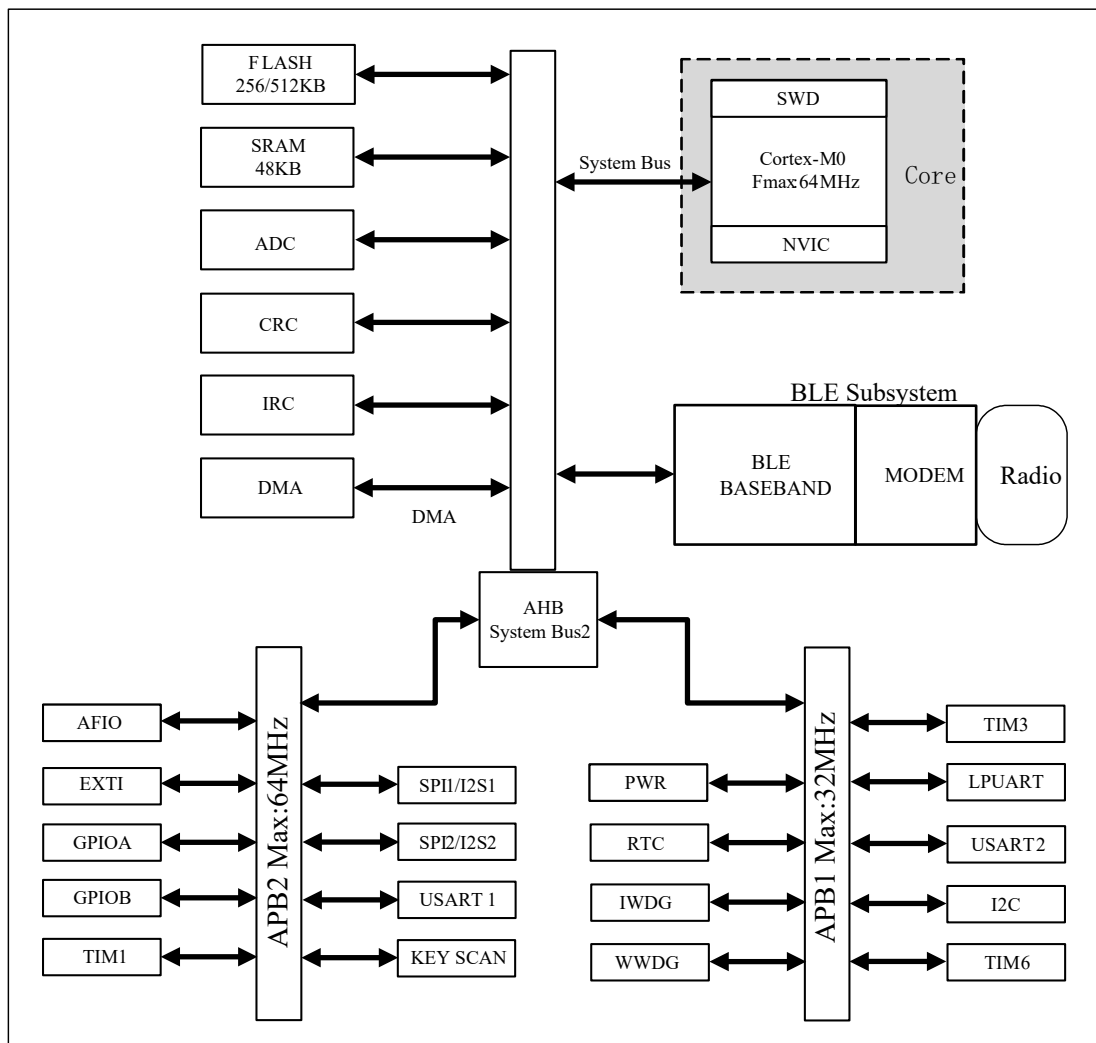 FLASH
256/512KB
SRAM
48KB
ADC
CRC
IRC
DMA
DMA
System Bus
SWD
Cortex-M0
Fmax:64MHz
NVIC
Core
BLE Subsystem
BLE
BASEBAND
MODEM
Radio
AHB
System Bus2
APB2 Max:64MHz
AFIO
EXTI
GPIOA
GPIOB
TIM1
SPI1/I2S1
SPI2/I2S2
USART 1
KEY SCAN
APB1 Max:32MHz
PWR
RTC
IWDG
WWDG
TIM3
LPUART
USART2
I2C
TIM6